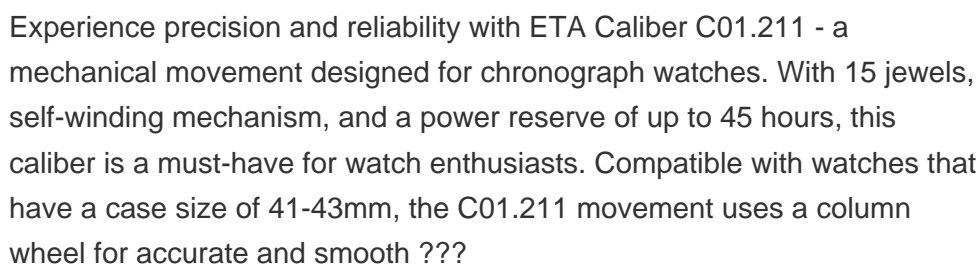 Experience precision and reliability with ETA Caliber C01.211 - a
mechanical movement designed for chronograph watches. With 15 jewels,
self-winding mechanism, and a power reserve of up to 45 hours, this
caliber is a must-have for watch enthusiasts. Compatible with watches that
have a case size of 41-43mm, the C01.211 movement uses a column
wheel for accurate and smooth ???